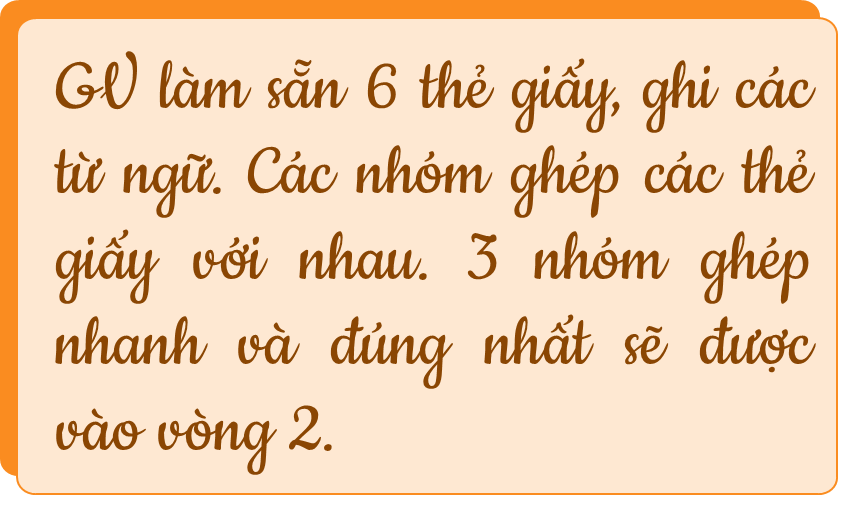 GV làm sẵn 6 thẻ giấy, ghi các
từ ngữ. Các nhóm ghép các thẻ
giấy với nhau. 3 nhóm ghép
nhanh và đúng nhất sẽ được
vào vòng 2.